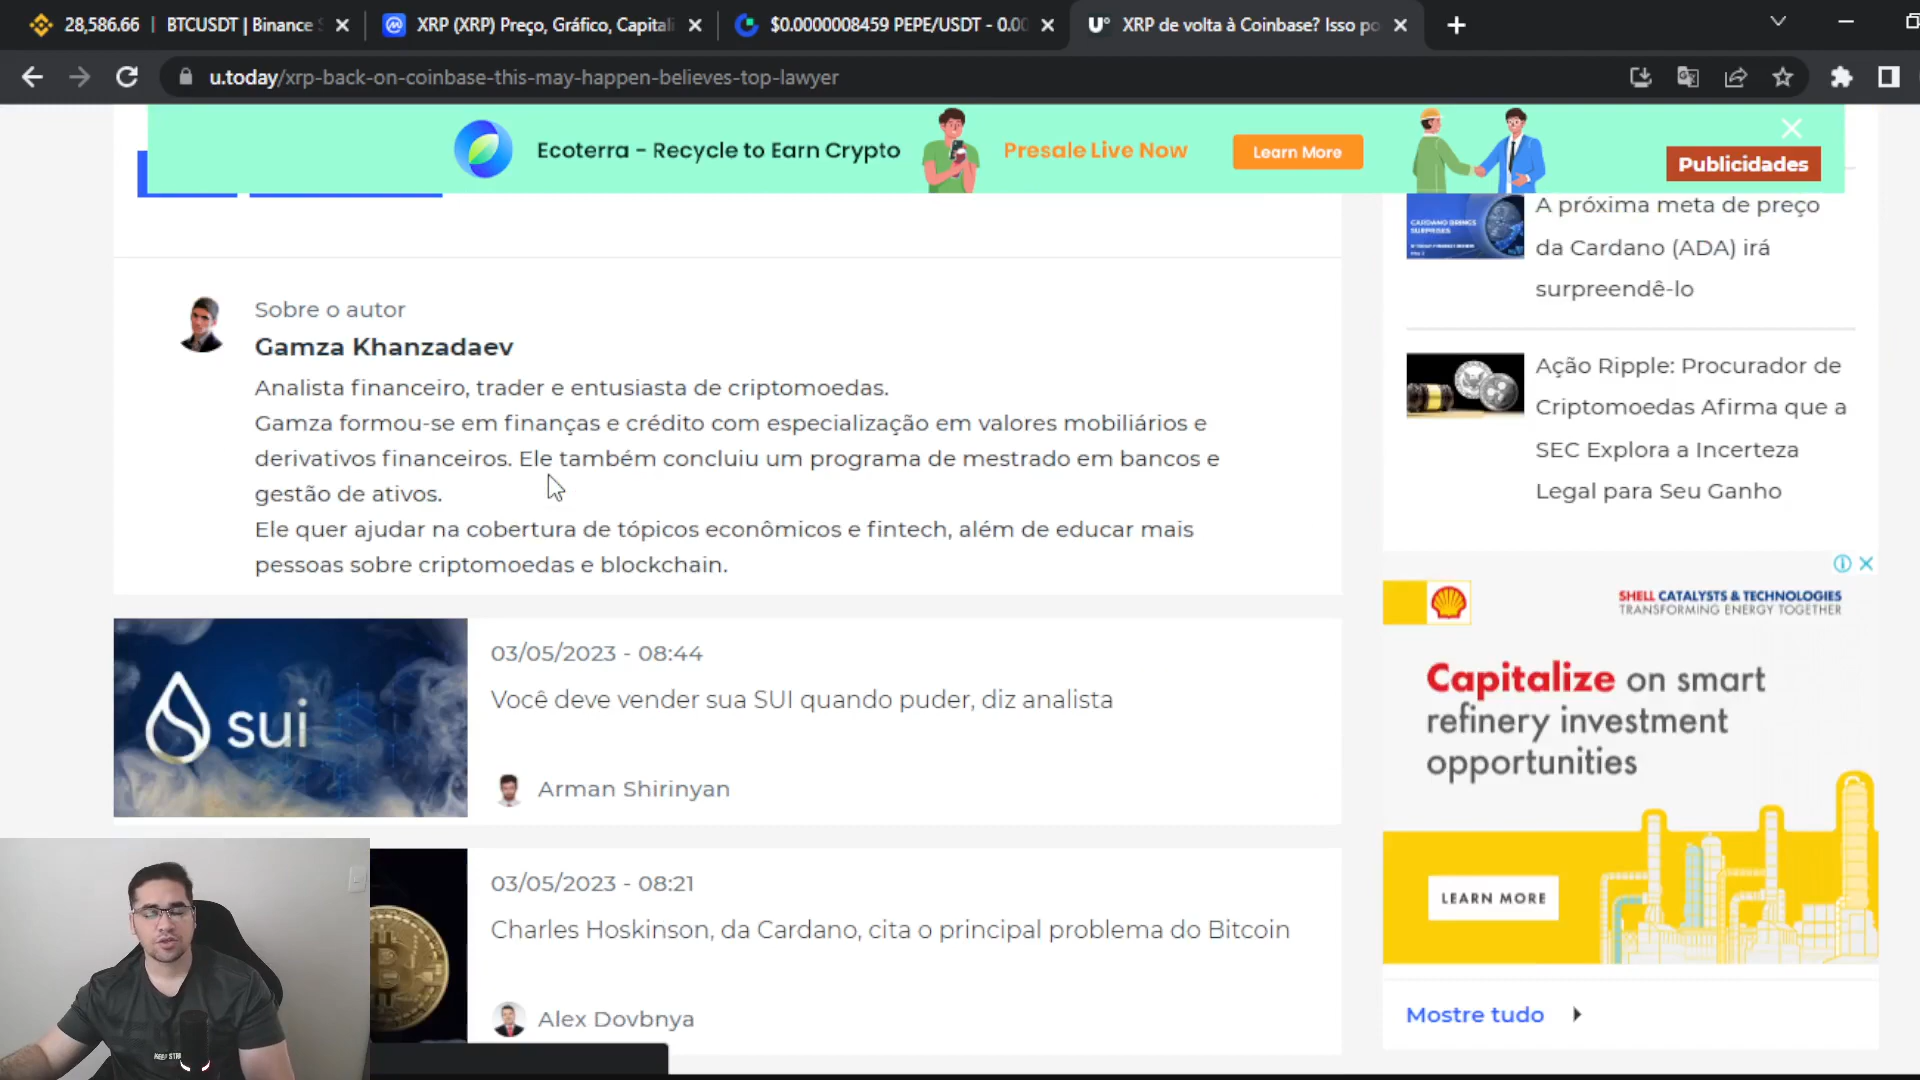 28,586.66 | BTCUSDT | Binance
XRP (XRP) Preço, Gráfico, Capitali
$0.0000008459 PEPE/USDT - 0.00
U° XRP de volta à Coinbase? Isso po
u.today/xrp-back-on-coinbase-this-may-happen-believes-top-lawyer
Ecoterra - Recycle to Earn Crypto
Presale Live Now
Learn More
Publicidades
Sobre o autor
Gamza Khanzadaev
Analista financeiro, trader e entusiasta de criptomoedas.
Gamza formou-se em finanças e crédito com especialização em valores mobiliários e
derivativos financeiros. Ele também concluiu um programa de mestrado em bancos e
gestão de ativos.
Ele quer ajudar na cobertura de tópicos econômicos e fintech, além de educar mais
pessoas sobre criptomoedas e blockchain.
sui
03/05/2023 - 08:44
Você deve vender sua SUI quando puder, diz analista
Arman Shirinyan
03/05/2023 - 08:21
Charles Hoskinson, da Cardano, cita o principal problema do Bitcoin
Alex Dovbnya
CARDANO BRINGS
SURPRISES
A próxima meta de preço
da Cardano (ADA) irá
surpreendê-lo
Ação Ripple: Procurador de
Criptomoedas Afirma que a
SEC Explora a Incerteza
Legal para Seu Ganho
SHELL CATALYSTS & TECHNOLOGIES
TRANSFORMING ENERGY TOGETHER
Capitalize on smart
refinery investment
opportunities
LEARN MORE
Mostre tudo